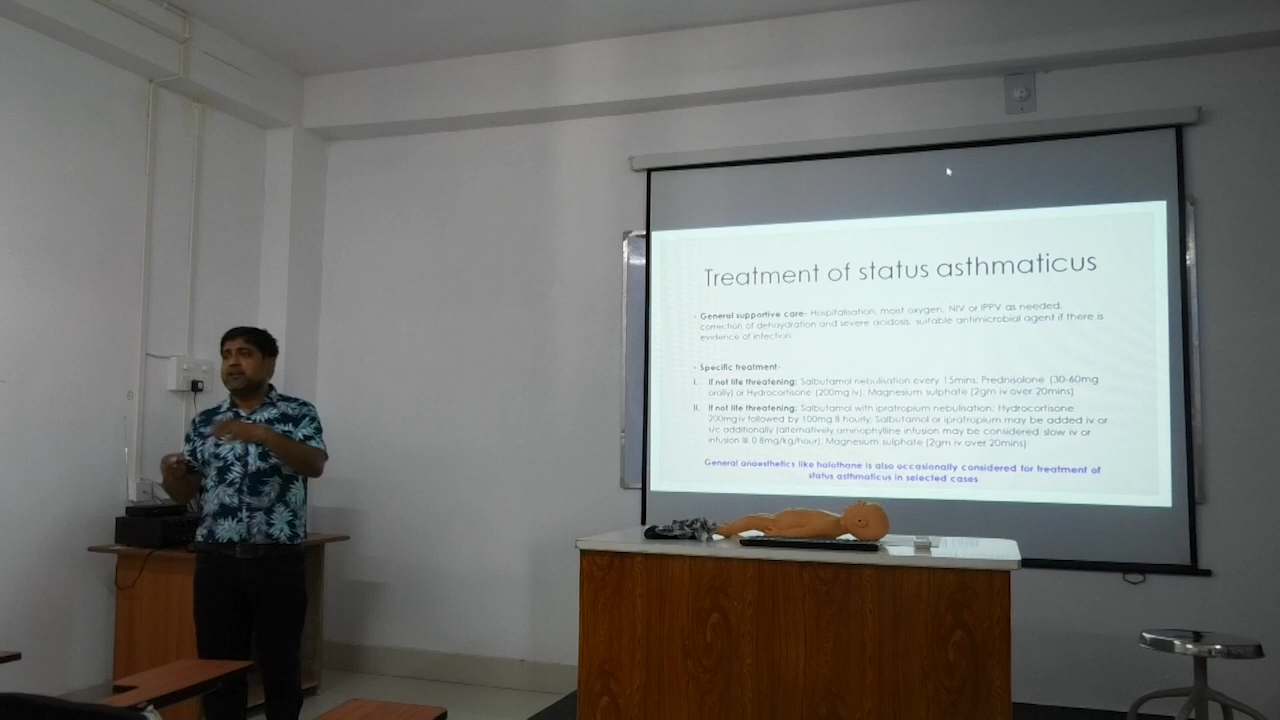 Treatment of status asthmaticus
- General supportive care- Hospitalisation, most oxygen; NIV or IPPV as needed,
correction of dehydration and severe acidosis; suitable antimicrobial agent if there is
evidence of infection
- Specific treatment-
I. If not life threatening: Salbutamol nebulisation every 15mins; Prednisolone (30-60mg
orally) or Hydrocortisone (200mg iv); Magnesium sulphate (2gm iv over 20mins)
II. If not life threatening: Salbutamol with ipratropium nebulisation; Hydrocortisone
200mg iv followed by 100mg 8 hourly; Salbutamol or ipratropium may be added iv or
s/c additionally (alternatively aminophylline infusion may be considered slow iv or
infusion @ 0.8mg/kg/hour); Magnesium sulphate (2gm iv over 20mins)
General anaesthetics like halothane is also occasionally considered for treatment of
status asthmaticus in selected cases